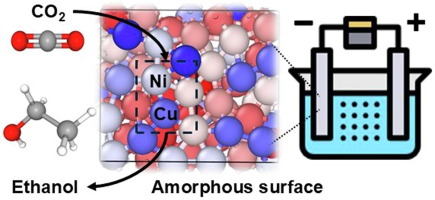 CO2
Ni
Cu
Ethanol
Amorphous surface
− +